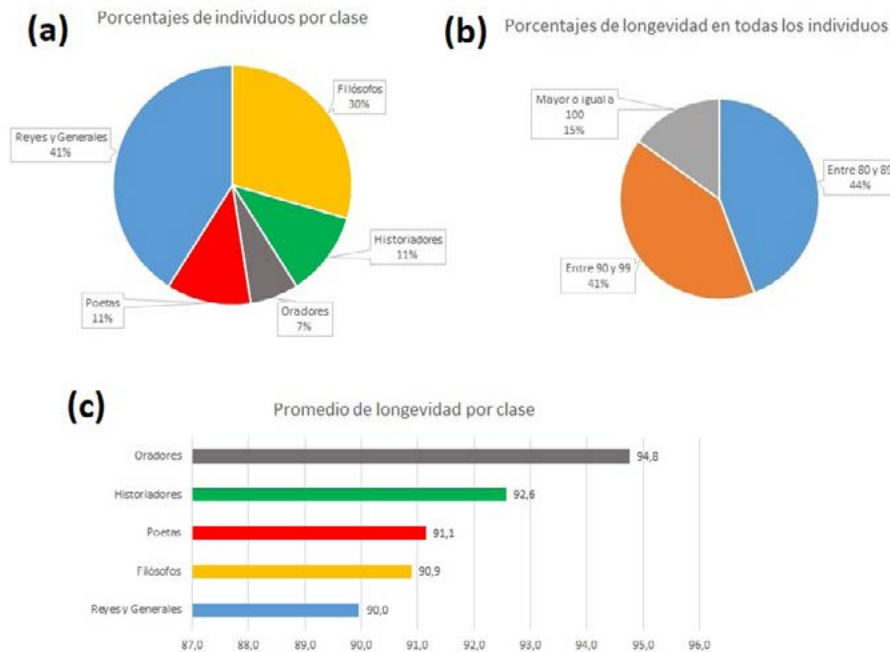 (a)
Porcentajes de individuos por clase
Filósofos
30%
Reyes y Generales
41%
Historiadores
11%
Poetas
11%
Oradores
7%
(b)
Porcentajes de longevidad en todas los individuos
Mayor o igual a
100
15%
Entre 80 y 89
44%
Entre 90 y 99
41%
(c)
Promedio de longevidad por clase
Oradores
94,8
Historiadores
92,6
Poetas
91,1
Filósofos
90,9
Reyes y Generales
90,0
87,0 88,0 89,0 90,0 91,0 92,0 93,0 94,0 95,0 96,0